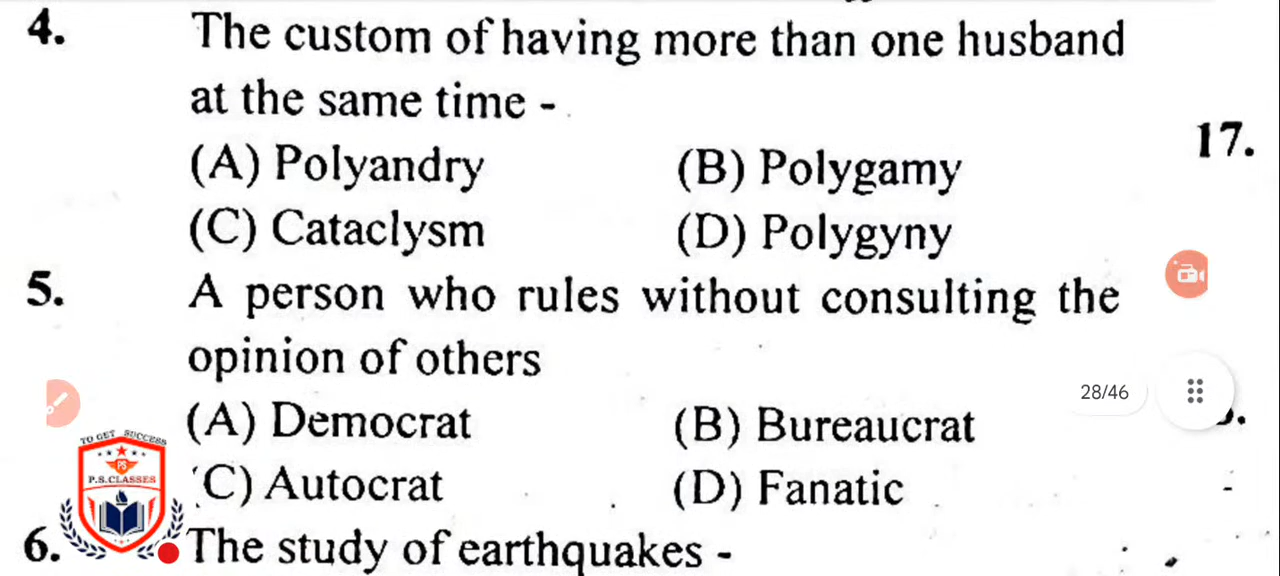 4. The custom of having more than one husband
at the same time -
(A) Polyandry (B) Polygamy
17.
(C) Cataclysm (D) Polygyny
5. A person who rules without consulting the
opinion of others
28/46
(A) Democrat (B) Bureaucrat
TO GET SUCCESS
PS
P.S.CLASSES
C) Autocrat (D) Fanatic
6. The study of earthquakes -